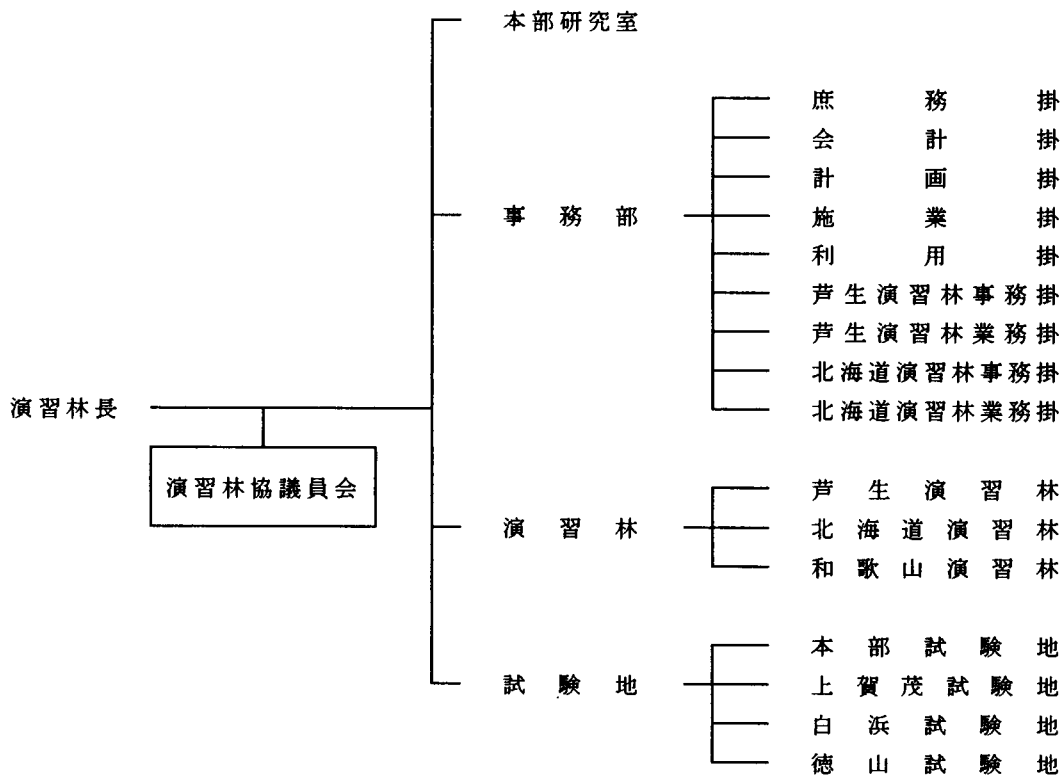 本部研究室
庶務掛
会計掛
計画掛
事務部
施業掛
利用掛
芦生演習林事務掛
芦生演習林業務掛
北海道演習林事務掛
北海道演習林業務掛
演習林長
演習林協議員会
芦生演習林
演習林
北海道演習林
和歌山演習林
本部試験地
試験地
上賀茂試験地
白浜試験地
徳山試験地